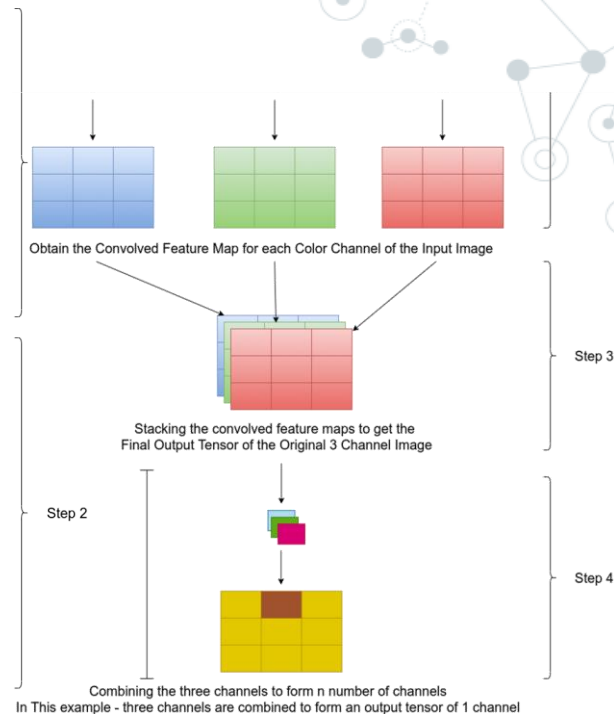 Obtain the Convolved Feature Map for each Color Channel of the Input Image
Step 3
Stacking the convolved feature maps to get the
Final Output Tensor of the Original 3 Channel Image
Step 2
Step 4
Combining the three channels to form n number of channels
In This example - three channels are combined to form an output tensor of 1 channel